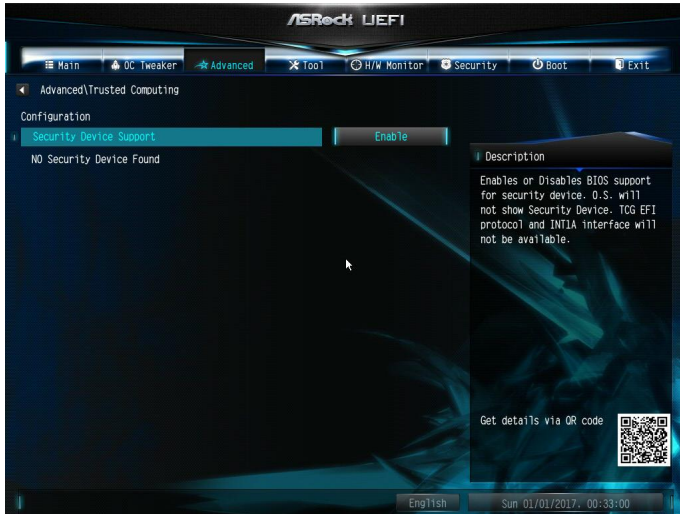 ASRock UEFI
Main OC Tweaker Advanced Tool H/W Monitor Security Boot Exit
Advanced\Trusted Computing
Configuration
Security Device Support Enable
NO Security Device Found
Description
Enables or Disables BIOS support
for security device. O.S. will
not show Security Device. TCG EFI
protocol and INT1A interface will
not be available.
Get details via QR code
English Sun 01/01/2017. 00:33:00